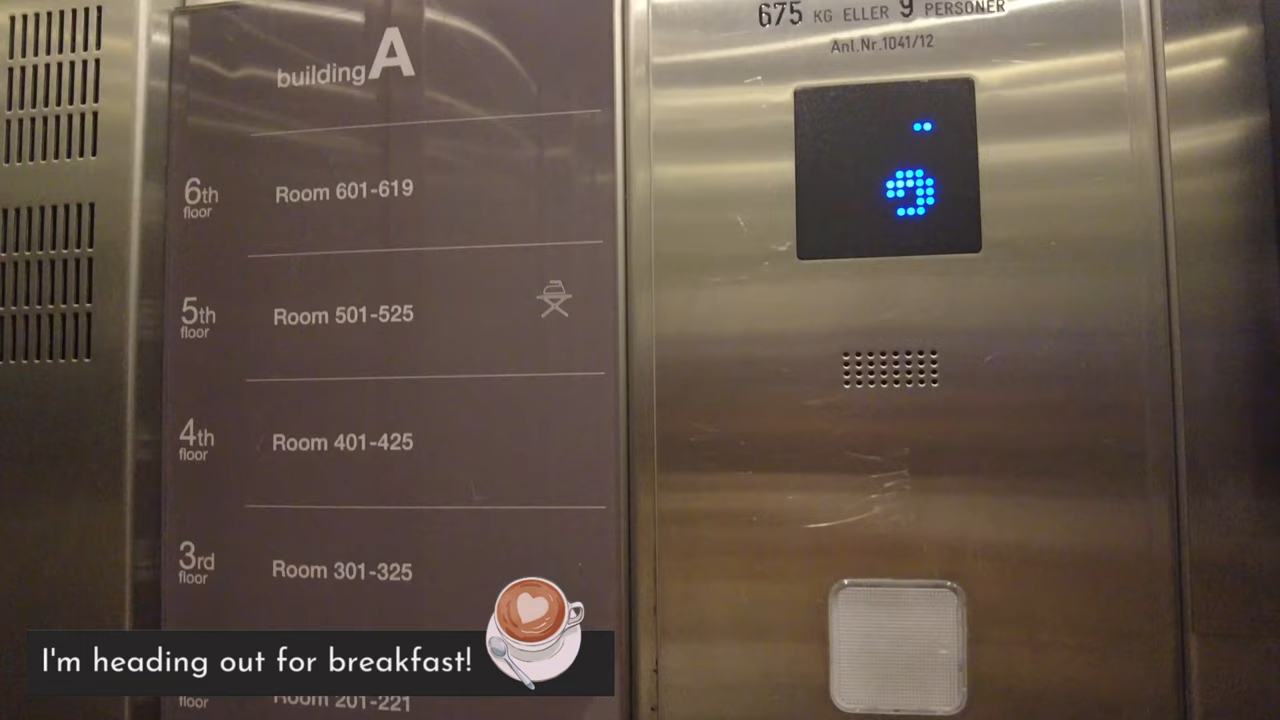 building A
6th floor
Room 601-619
5th floor
Room 501-525
4th floor
Room 401-425
3rd floor
Room 301-325
floor
Room 201-221
675 KG ELLER 9 PERSONER
Anl.Nr.1041/12
I'm heading out for breakfast!